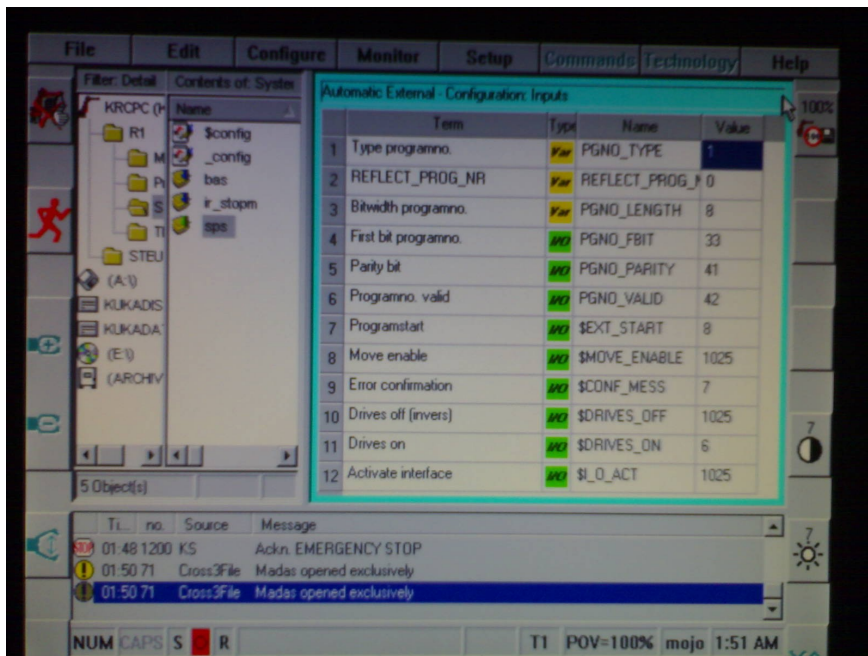 File Edit Configure Monitor Setup Commands Technology Help
Filter: Detail Contents of: System
Automatic External - Configuration: Inputs
100%
KRCPC (H Name
Term Type Name Value
R1 $config
1 Type programno. Var PGNO_TYPE 1
M _config
2 REFLECT_PROG_NR Var REFLECT_PROG_N 0
bas
3 Bitwidth programno. Var PGNO_LENGTH 8
S ir_stopm
4 First bit programno. I/O PGNO_FBIT 33
sps
STEU
5 Parity bit I/O PGNO_PARITY 41
(A:\)
6 Programno. valid I/O PGNO_VALID 42
KUKADIS
7 Programstart I/O $EXT_START 8
KUKADA
8 Move enable I/O $MOVE_ENABLE 1025
(E:\)
9 Error confirmation I/O $CONF_MESS 7
(ARCHIV
10 Drives off (invers) I/O $DRIVES_OFF 1025
11 Drives on I/O $DRIVES_ON 6
7
12 Activate interface I/O $I_O_ACT 1025
5 Object(s)
Ti... no. Source Message
STOP 01:48 1200 KS Ackn. EMERGENCY STOP
7
01:50 71 Cross3File Madas opened exclusively
01:50 71 Cross3File Madas opened exclusively
NUM CAPS S R T1 POV=100% mojo 1:51 AM